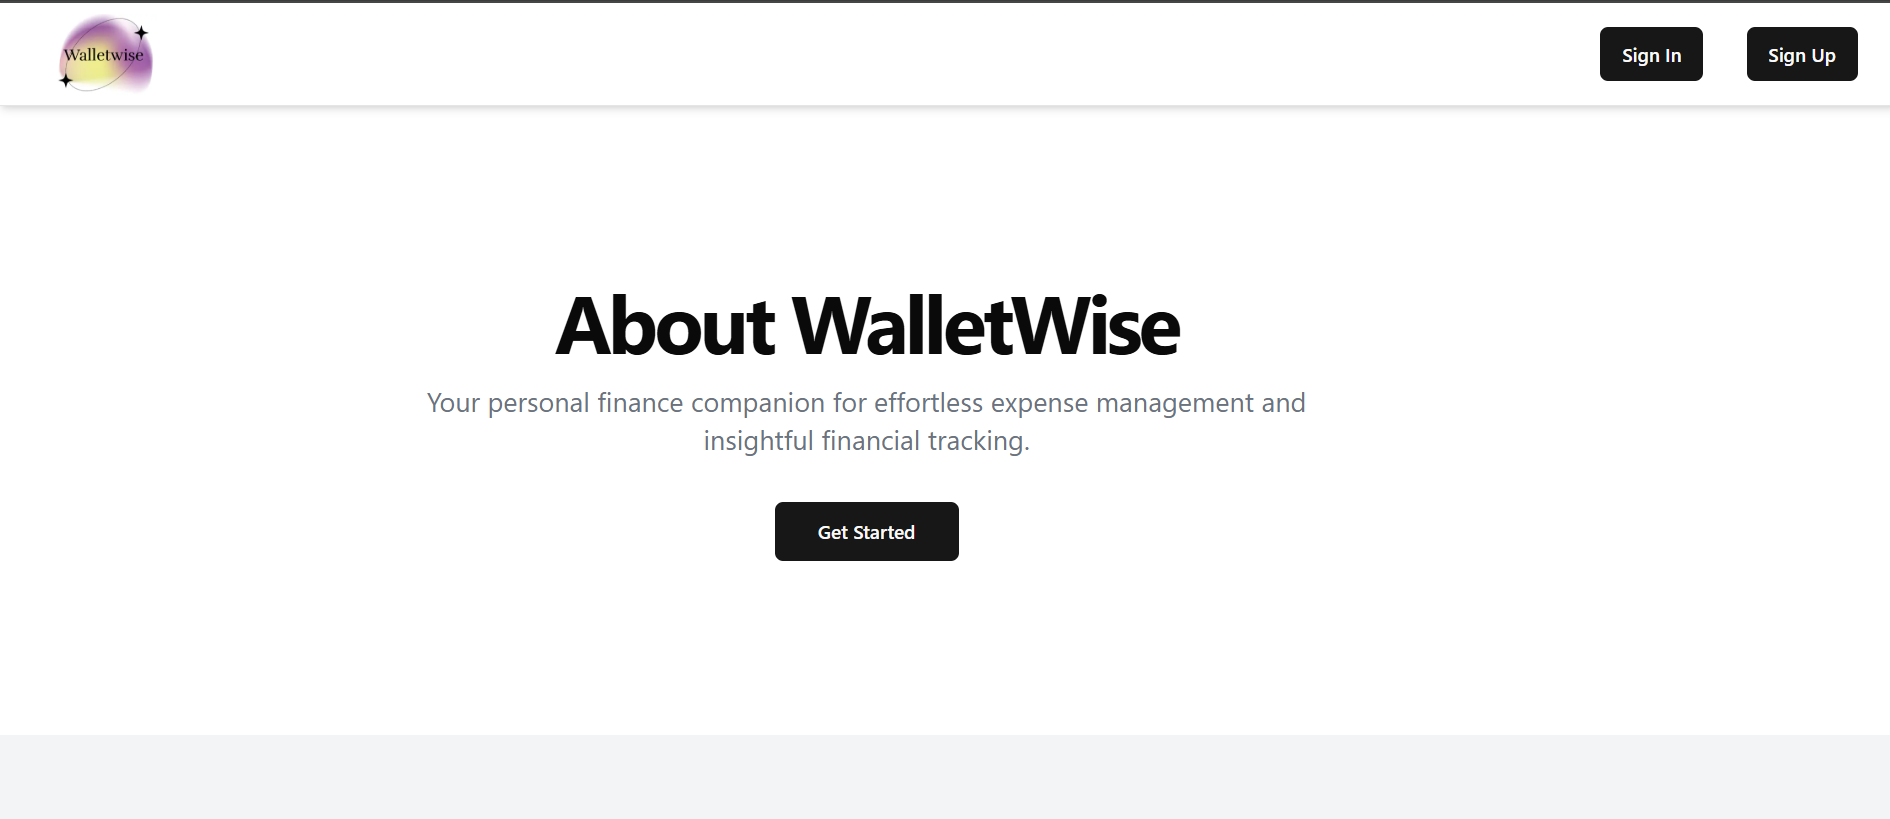 Walletwise
Sign In
Sign Up
About WalletWise
Your personal finance companion for effortless expense management and
insightful financial tracking.
Get Started